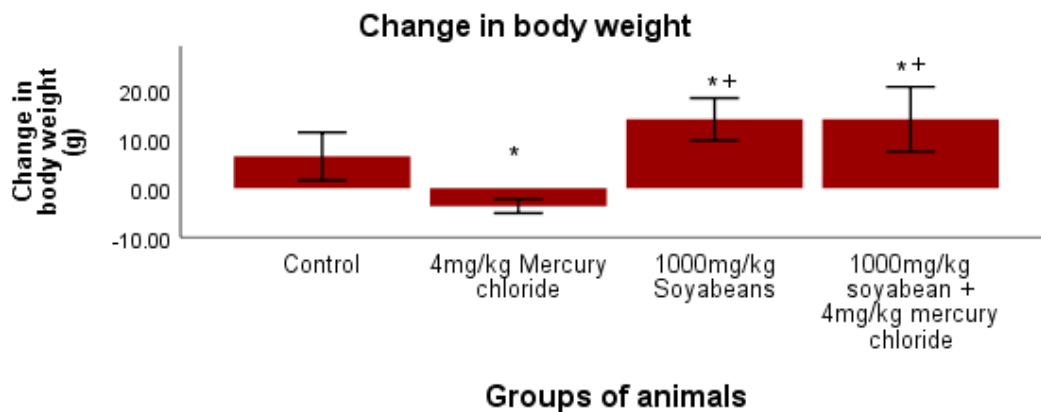 Change in body weight
Change in
body weight
(g)
20.00
10.00
0.00
-10.00
*
*+
*+
Control
4mg/kg Mercury
chloride
1000mg/kg
Soyabeans
1000mg/kg
soyabean +
4mg/kg mercury
chloride
Groups of animals